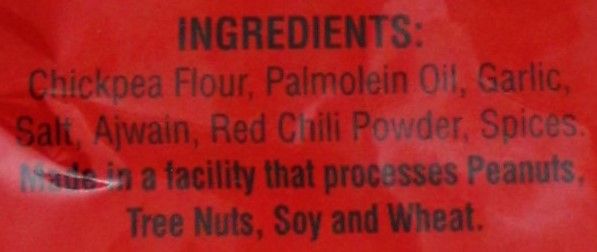 INGREDIENTS:
Chickpea Flour, Palmolein Oil, Garlic,
Salt, Ajwain, Red Chili Powder, Spices.
Made in a facility that processes Peanuts,
Tree Nuts, Soy and Wheat.